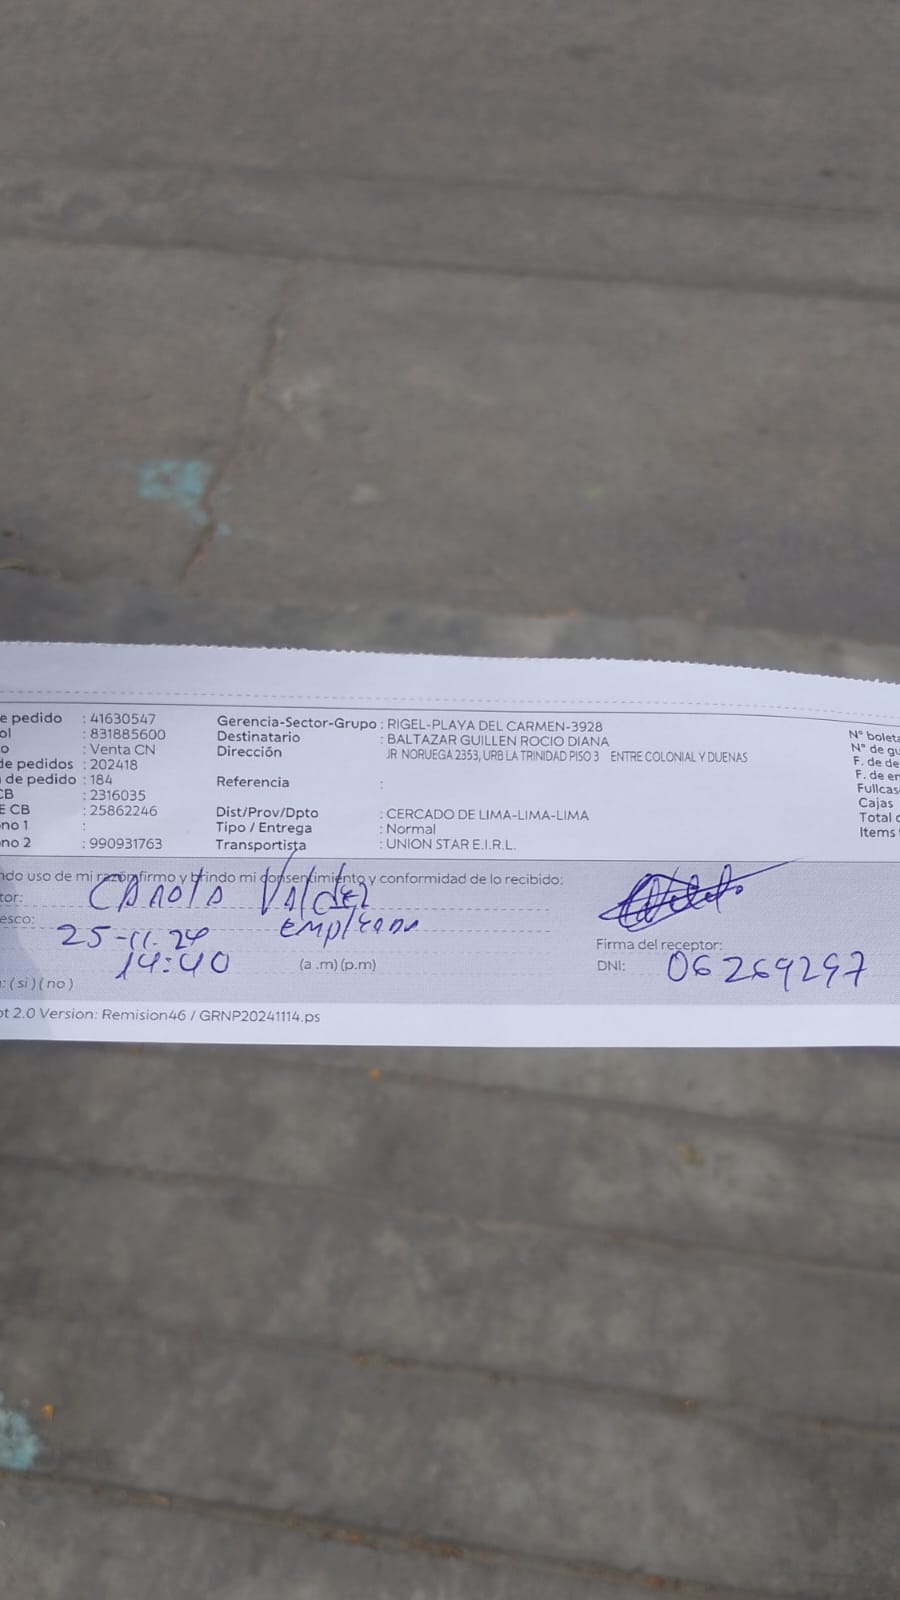 e pedido : 41630547 Gerencia-Sector-Grupo : RIGEL-PLAYA DEL CARMEN-3928 N° boleta
ol : 831885600 Destinatario : BALTAZAR GUILLEN ROCIO DIANA N° de gu
o : Venta CN Dirección JR NORUEGA 2353, URB LA TRINIDAD PISO 3 ENTRE COLONIAL Y DUENAS F. de de
de pedidos : 202418 F. de en
de pedido : 184 Referencia : Fullcas
CB : 2316035 Cajas
E CB : 25862246 Dist/Prov/Dpto : CERCADO DE LIMA-LIMA-LIMA Total
no 1 : Tipo / Entrega : Normal Items
no 2 : 990931763 Transportista : UNION STAR E.I.R.L.
ndo uso de mi razón firmo y brindo mi consentimiento y conformidad de lo recibido:
tor: CAROLA Valdez
esco: Empleada
25-11-24 Firma del receptor:
14:40 (a .m) (p.m) DNI: 06269297
: ( si ) ( no )
pt 2.0 Version: Remision46 / GRNP20241114.ps